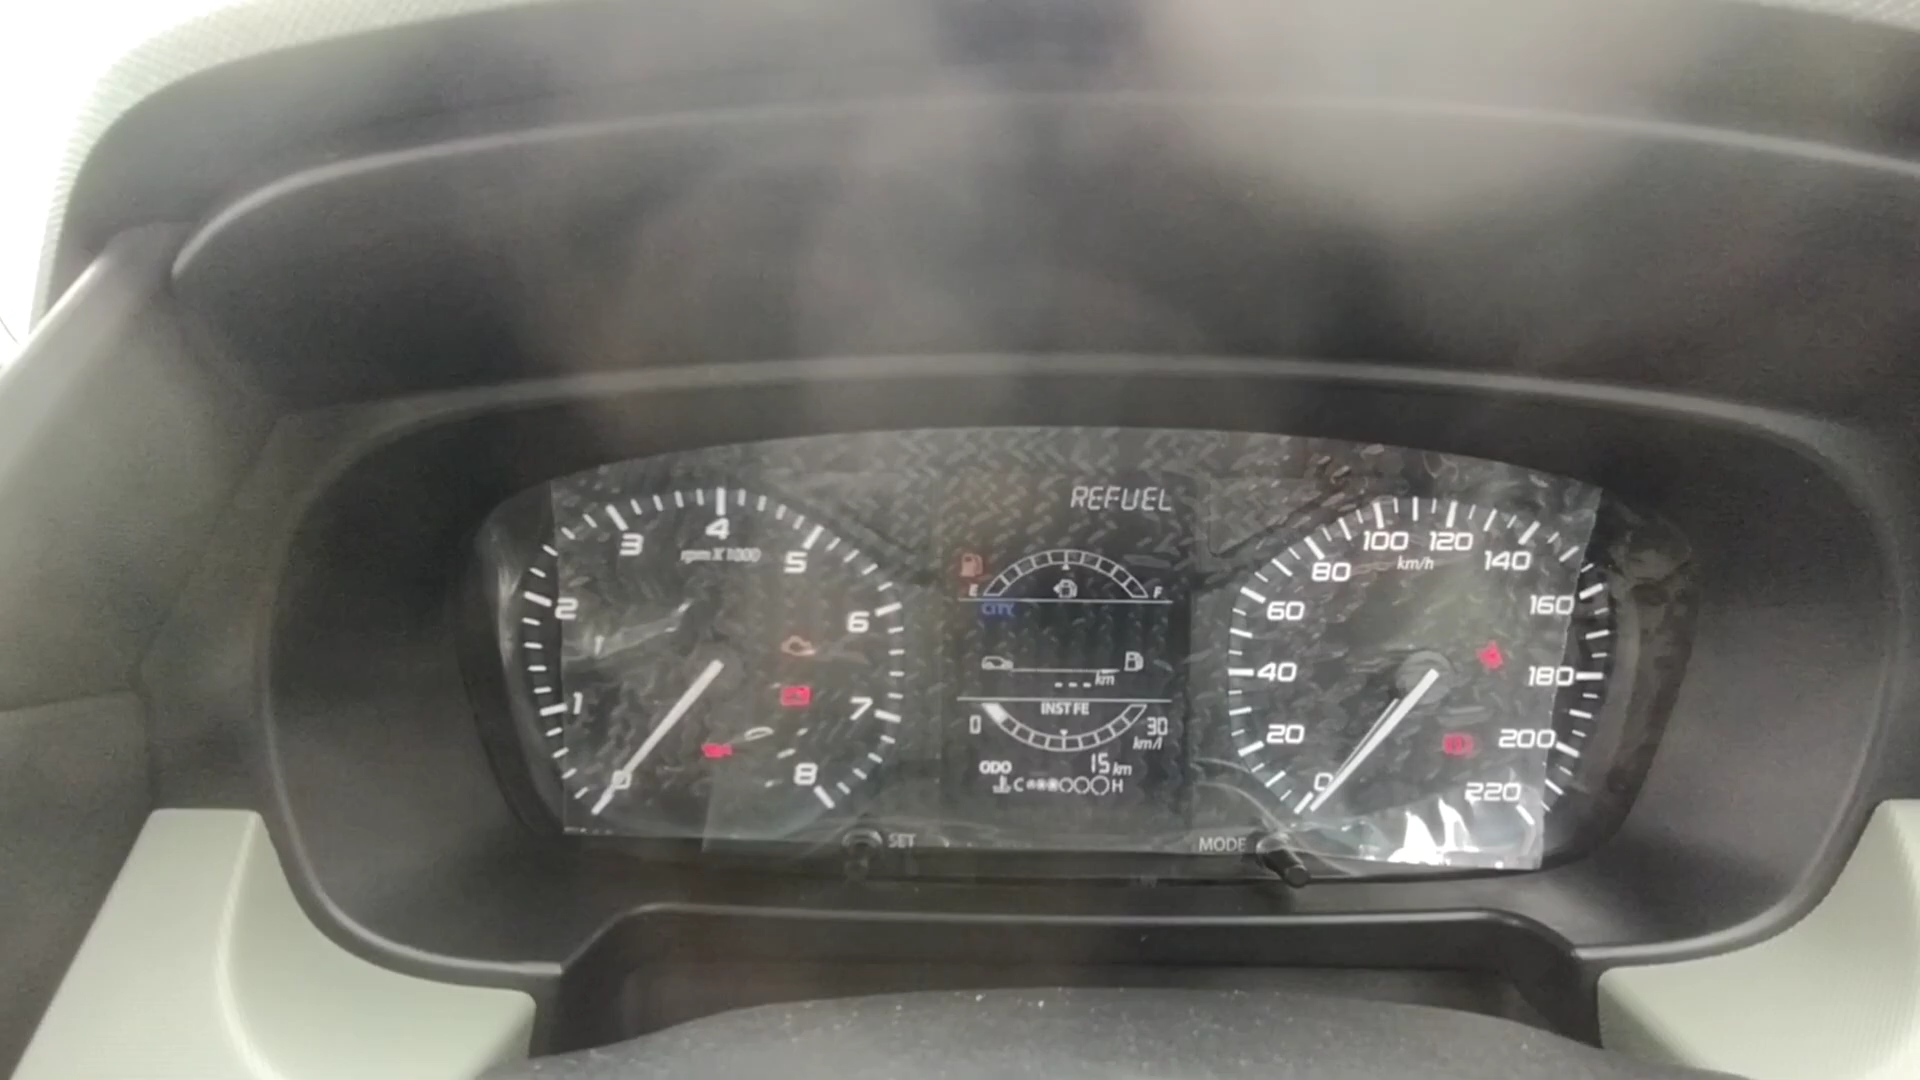 REFUEL
E F
CITY
--- km
INST FE
0 30
km/l
ODO 15 km
C H
0 1 2 3 4 5 6 7 8
rpm X 1000
0 20 40 60 80 100 120 140 160 180 200 220
km/h
SET
MODE